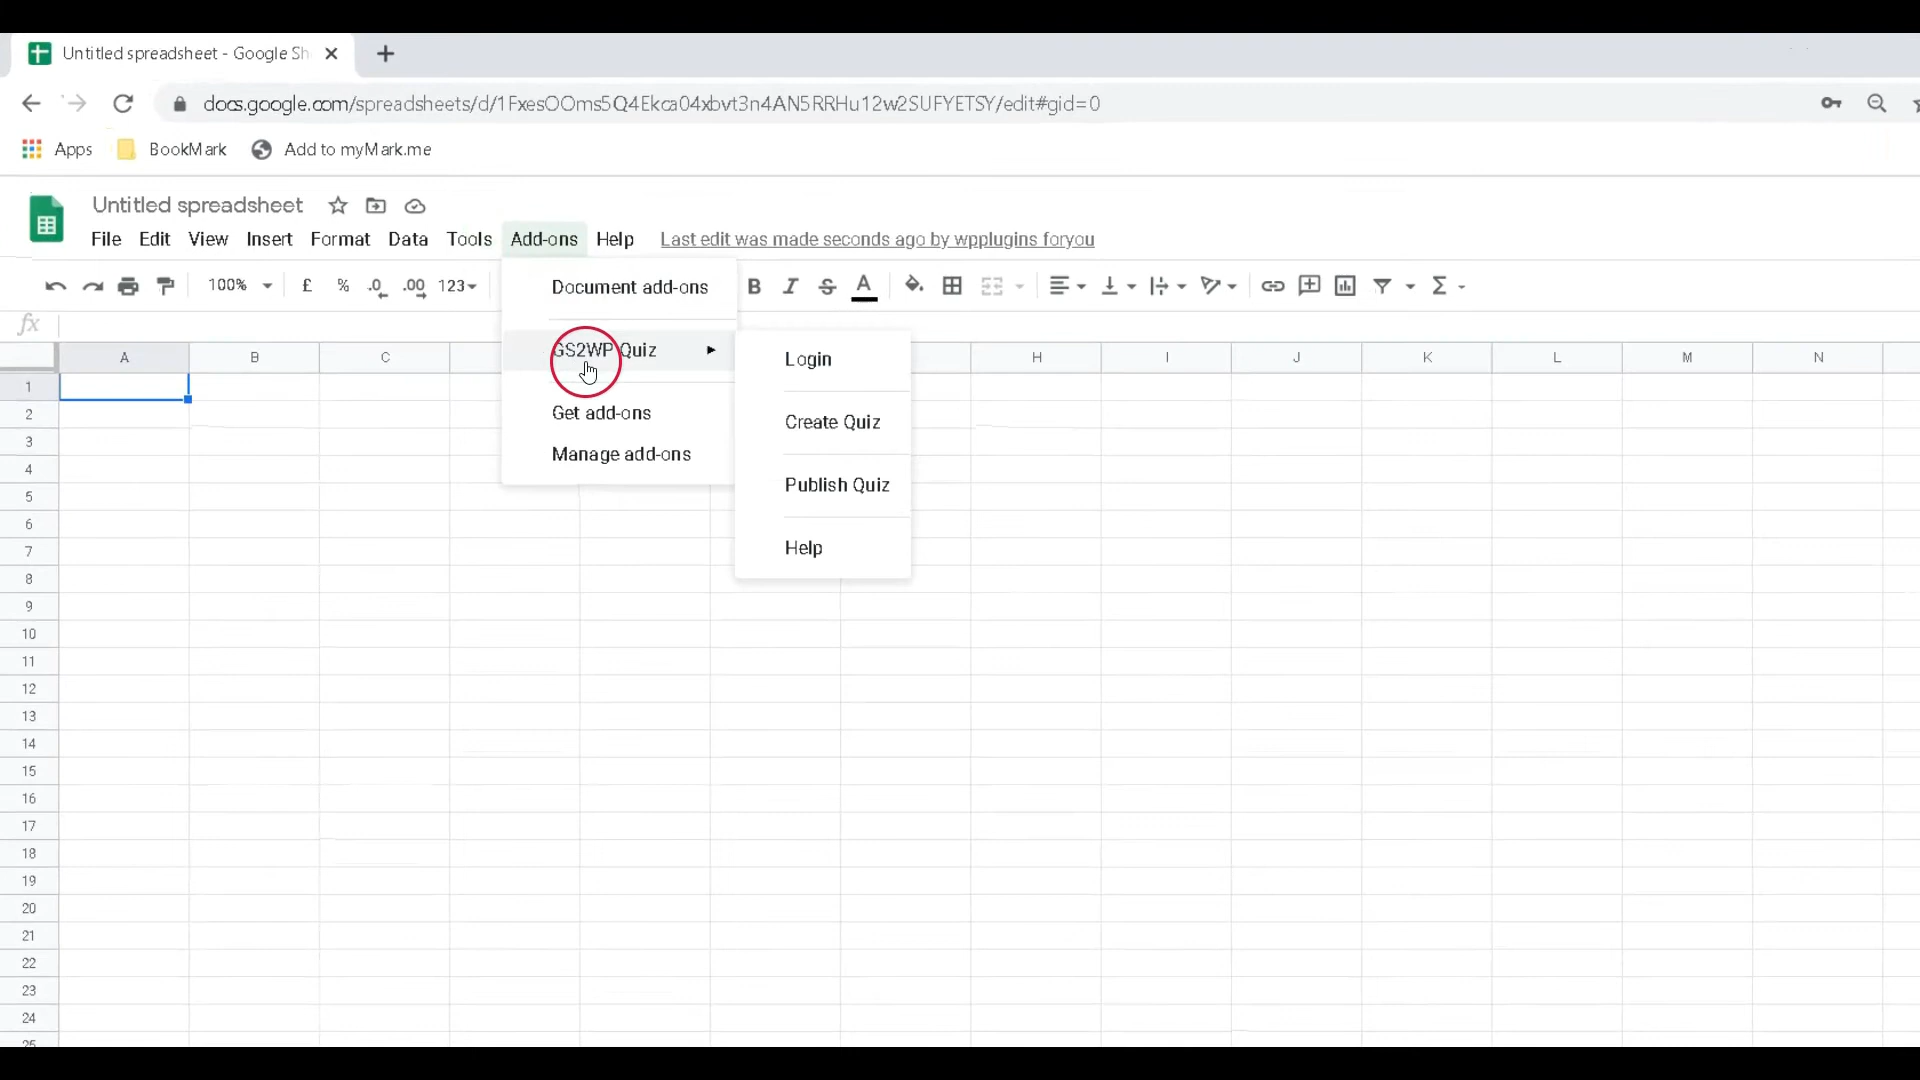 Untitled spreadsheet - Google Sh
docs.google.com/spreadsheets/d/1FxesOOms5Q4Ekca04xbvt3n4AN5RRHu12w2SUFYETSY/edit#gid=0
Apps BookMark Add to myMark.me
Untitled spreadsheet
File Edit View Insert Format Data Tools Add-ons Help Last edit was made seconds ago by wpplugins foryou
100% £ % .0 .00 123 B I S A Σ
Document add-ons
fx
GS2WP Quiz
Login
Create Quiz
Publish Quiz
Help
Get add-ons
Manage add-ons
A B C H I J K L M N
1
2
3
4
5
6
7
8
9
10
11
12
13
14
15
16
17
18
19
20
21
22
23
24
25